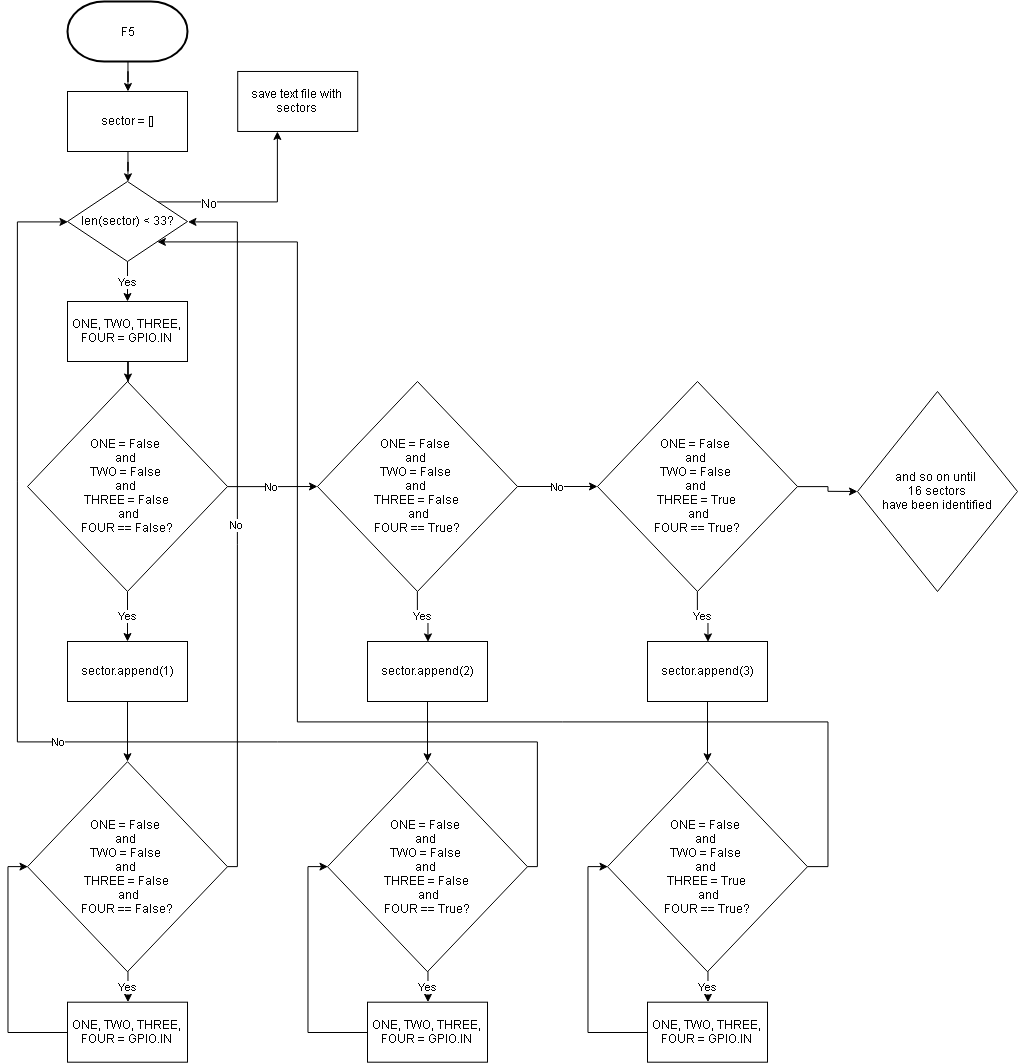 F5
save text file with
sectors
sector = []
No
len(sector) < 33?
Yes
ONE, TWO, THREE,
FOUR = GPIO.IN
ONE = False
and
TWO = False
and
THREE = False
and
FOUR == False?
No
ONE = False
and
TWO = False
and
THREE = False
and
FOUR == True?
No
ONE = False
and
TWO = False
and
THREE = True
and
FOUR == True?
and so on until
16 sectors
have been identified
No
Yes
Yes
Yes
sector.append(1)
sector.append(2)
sector.append(3)
No
ONE = False
and
TWO = False
and
THREE = False
and
FOUR == False?
ONE = False
and
TWO = False
and
THREE = False
and
FOUR == True?
ONE = False
and
TWO = False
and
THREE = True
and
FOUR == True?
Yes
Yes
Yes
ONE, TWO, THREE,
FOUR = GPIO.IN
ONE, TWO, THREE,
FOUR = GPIO.IN
ONE, TWO, THREE,
FOUR = GPIO.IN